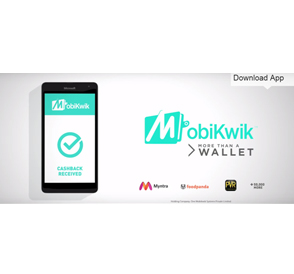 Download App
MobiKwik
CASHBACK
RECEIVED
MobiKwik
MORE THAN A
WALLET
Myntra
foodpanda
PVR